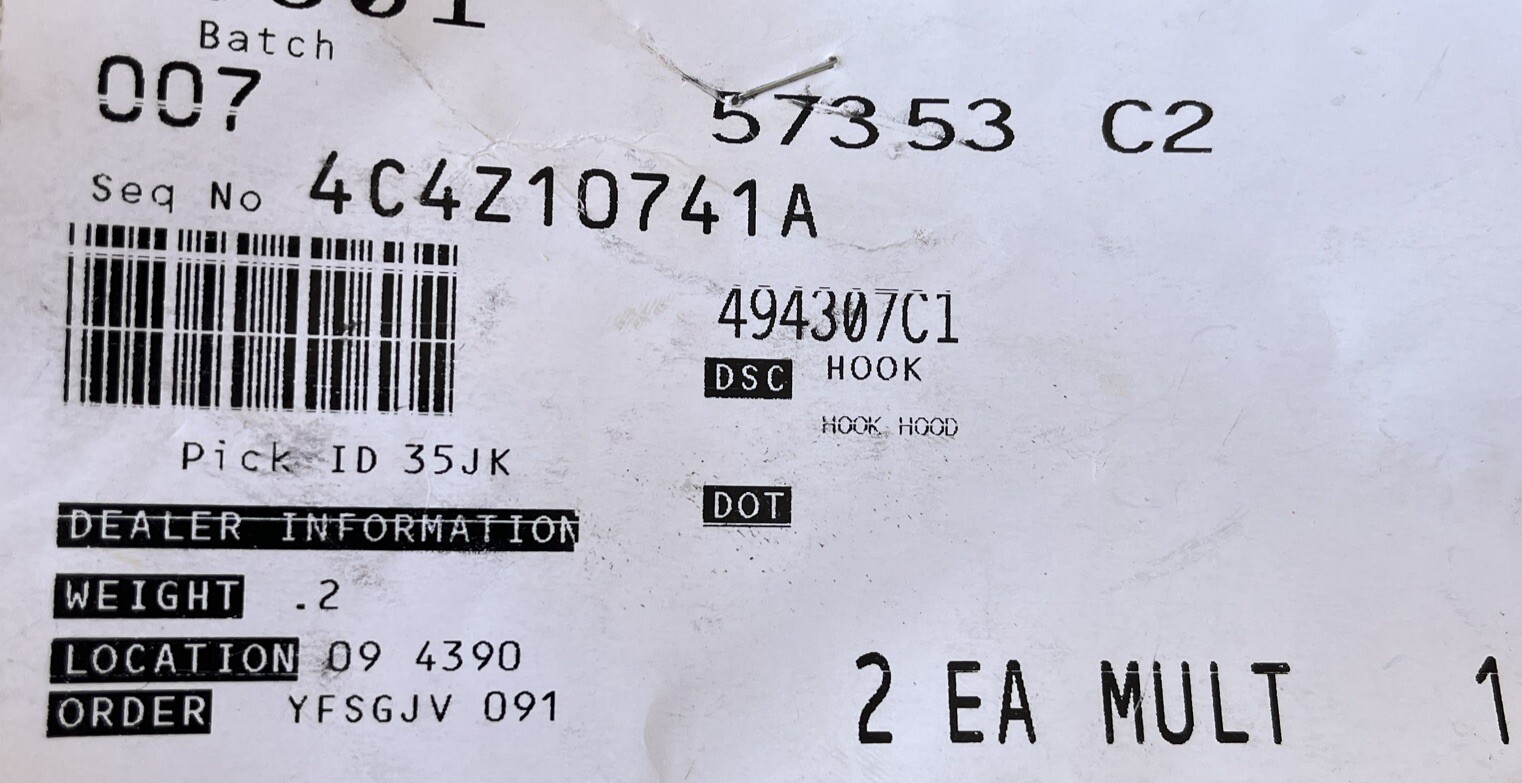 Batch
007
57353 C2
Seq No 4C4Z10741A
494307C1
DSC HOOK
HOOK HOOD
Pick ID 35JK
DOT
DEALER INFORMATION
WEIGHT .2
LOCATION 09 4390
ORDER YFSGJV 091
2 EA MULT 1